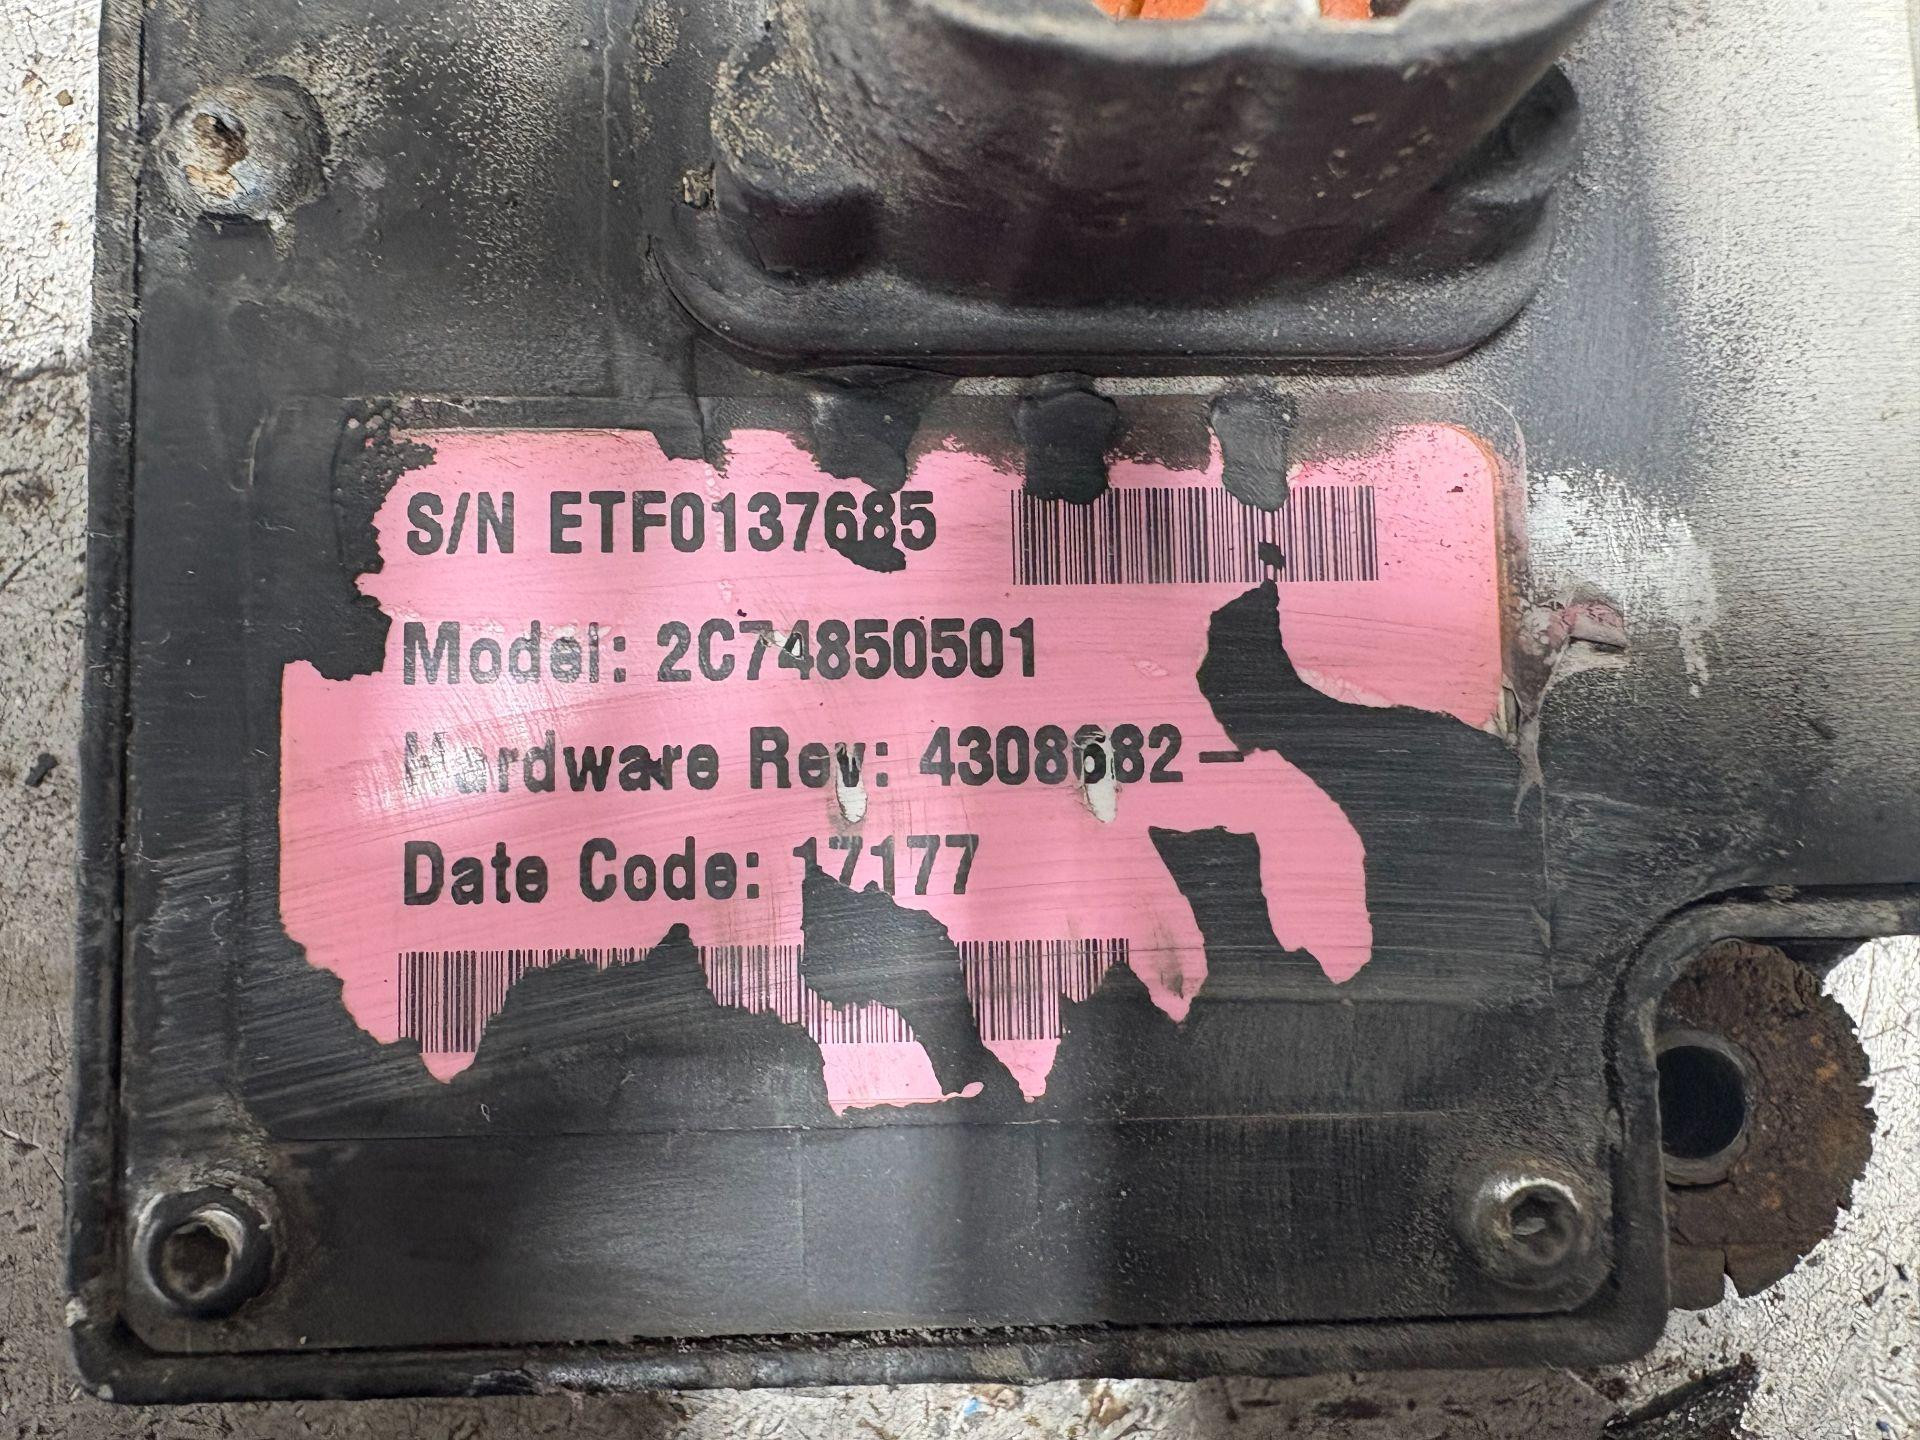 S/N ETF0137685
Model: 2C74850501
Hardware Rev: 4308682-
Date Code: 17177